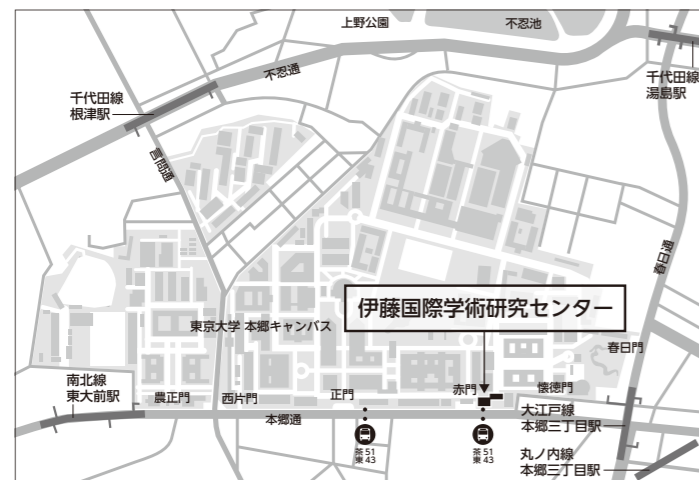 上野公園
不忍池
千代田線
湯島駅
不忍通
千代田線
根津駅
言問通
春日通
伊藤国際学術研究センター
東京大学 本郷キャンパス
春日門
南北線
東大前駅
農正門
西片門
正門
赤門
懐徳門
本郷通
大江戸線
本郷三丁目駅
茶51
東43
茶51
東43
丸ノ内線
本郷三丁目駅